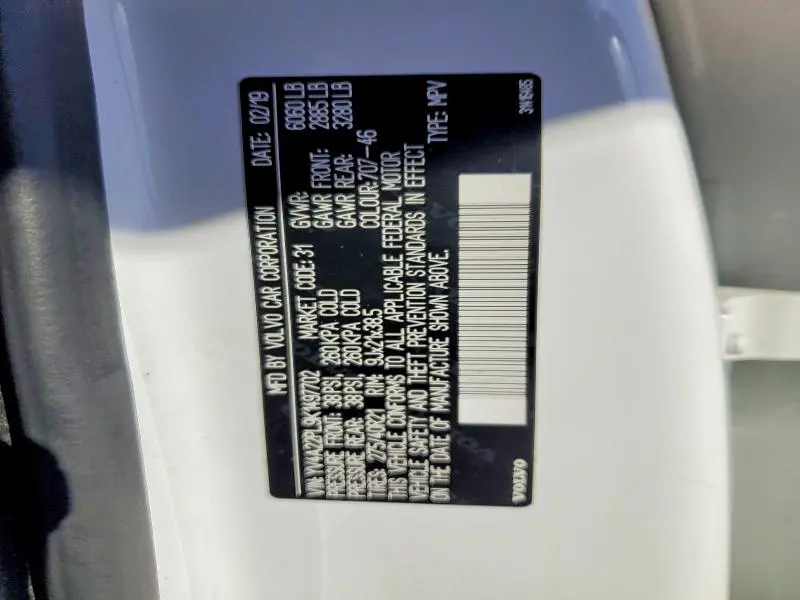 MFD BY VOLVO CAR CORPORATION DATE: 02/19
VIN: YV4A22PL9K1497702 MARKET CODE: 31 GVWR: 6060 LB
PRESSURE FRONT: 38PSI, 260KPA COLD GAWR FRONT: 2885 LB
PRESSURE REAR: 38PSI, 260KPA COLD GAWR REAR: 3280 LB
TIRES: 275/40R21 RIM: 9Jx21x38.5 COLOUR: 707-46
THIS VEHICLE CONFORMS TO ALL APPLICABLE FEDERAL MOTOR
VEHICLE SAFETY AND THEFT PREVENTION STANDARDS IN EFFECT
ON THE DATE OF MANUFACTURE SHOWN ABOVE. TYPE: MPV
VOLVO